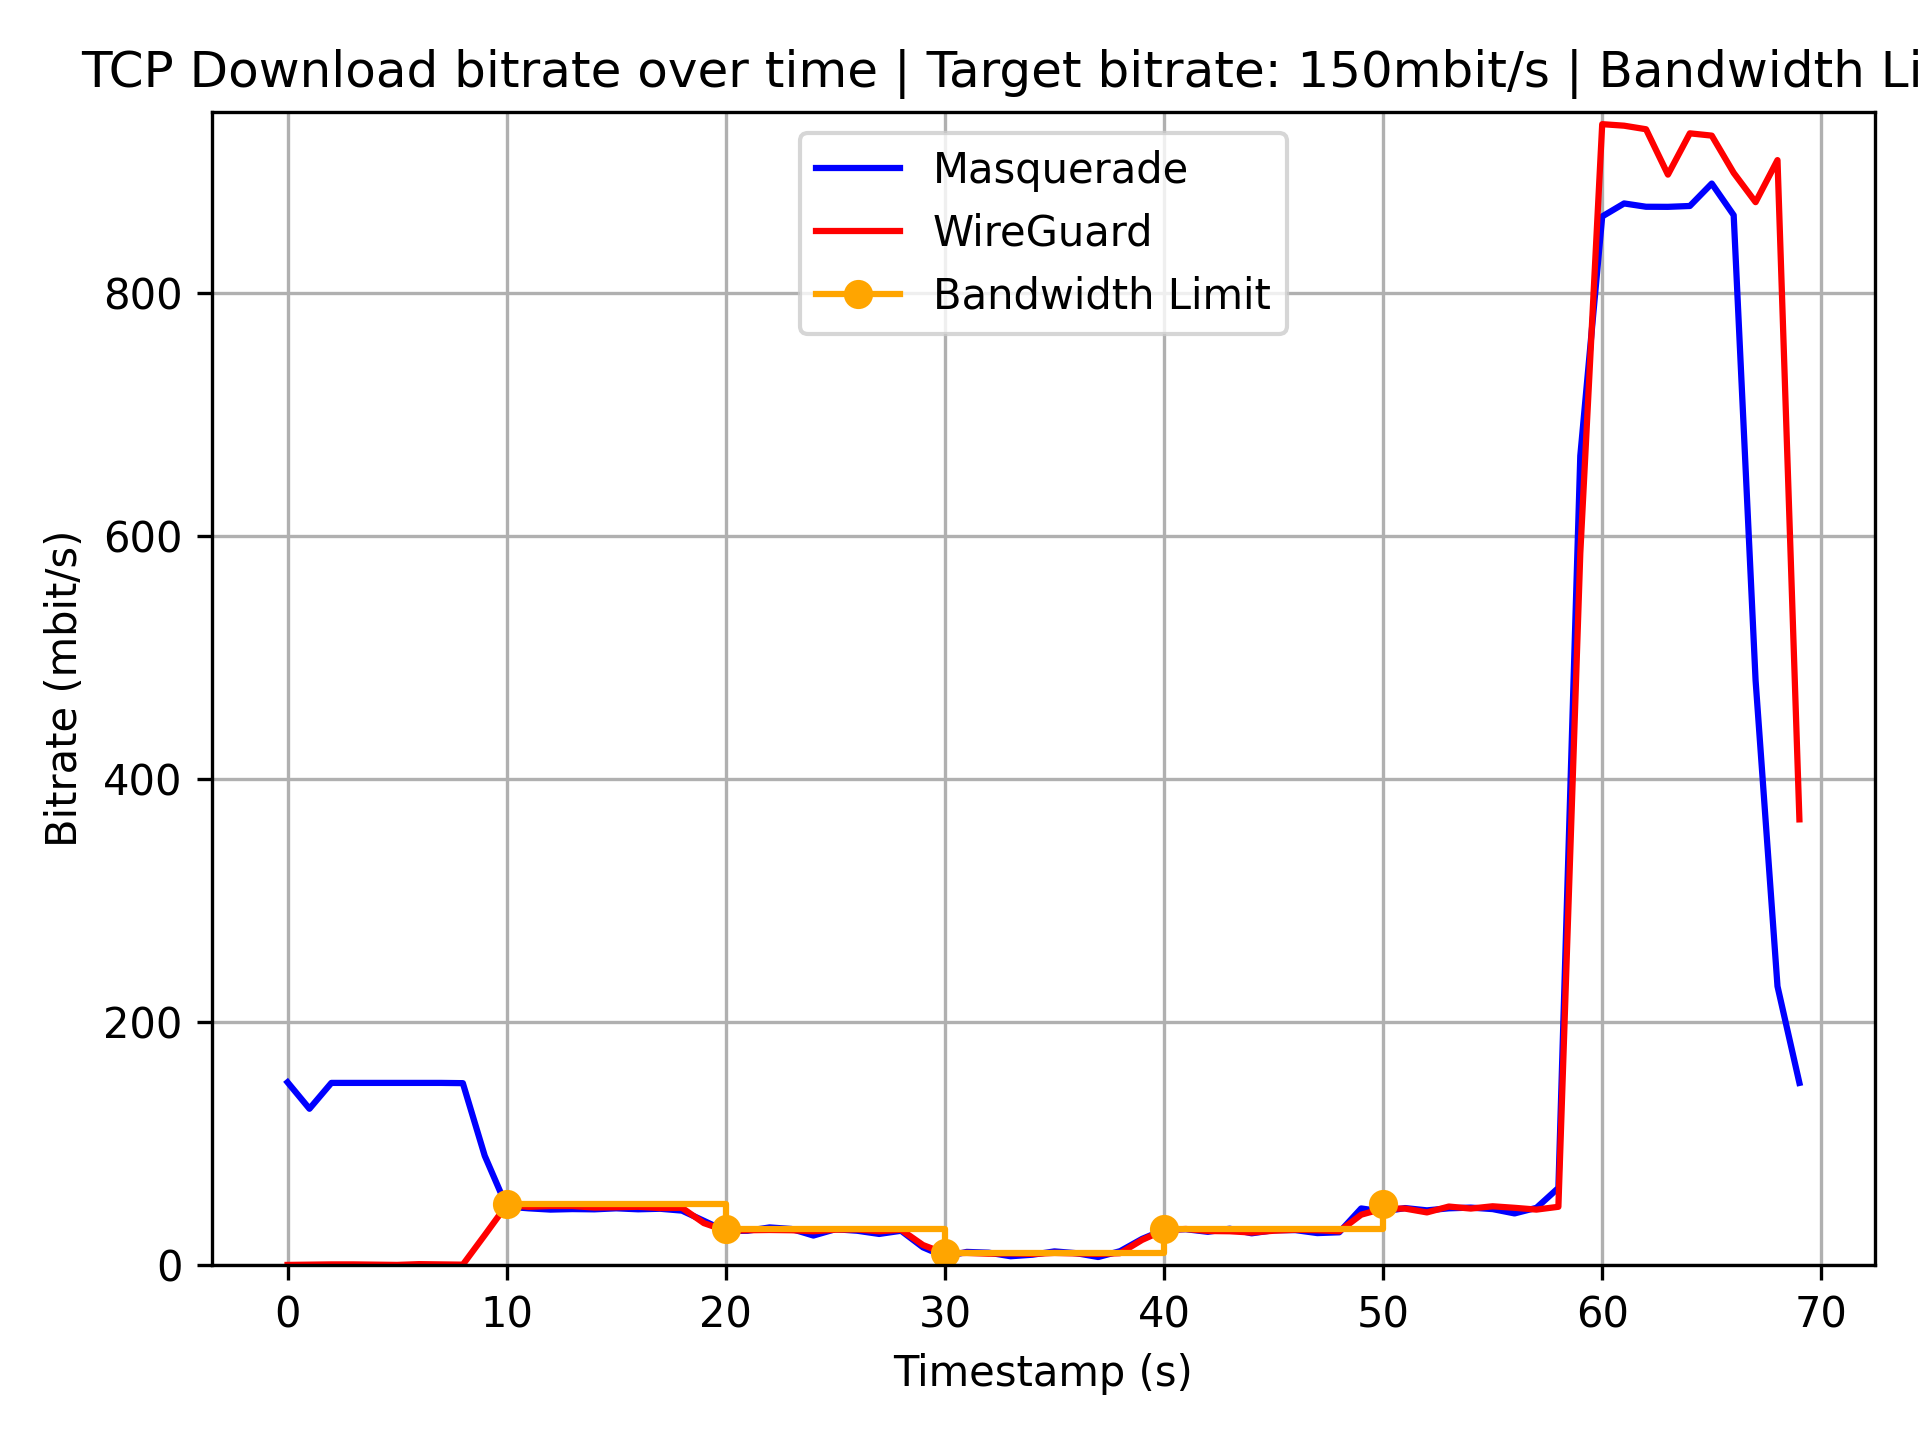 TCP Download bitrate over time | Target bitrate: 150mbit/s | Bandwidth Li
Masquerade
WireGuard
Bandwidth Limit
Bitrate (mbit/s)
800
600
400
200
0
0 10 20 30 40 50 60 70
Timestamp (s)